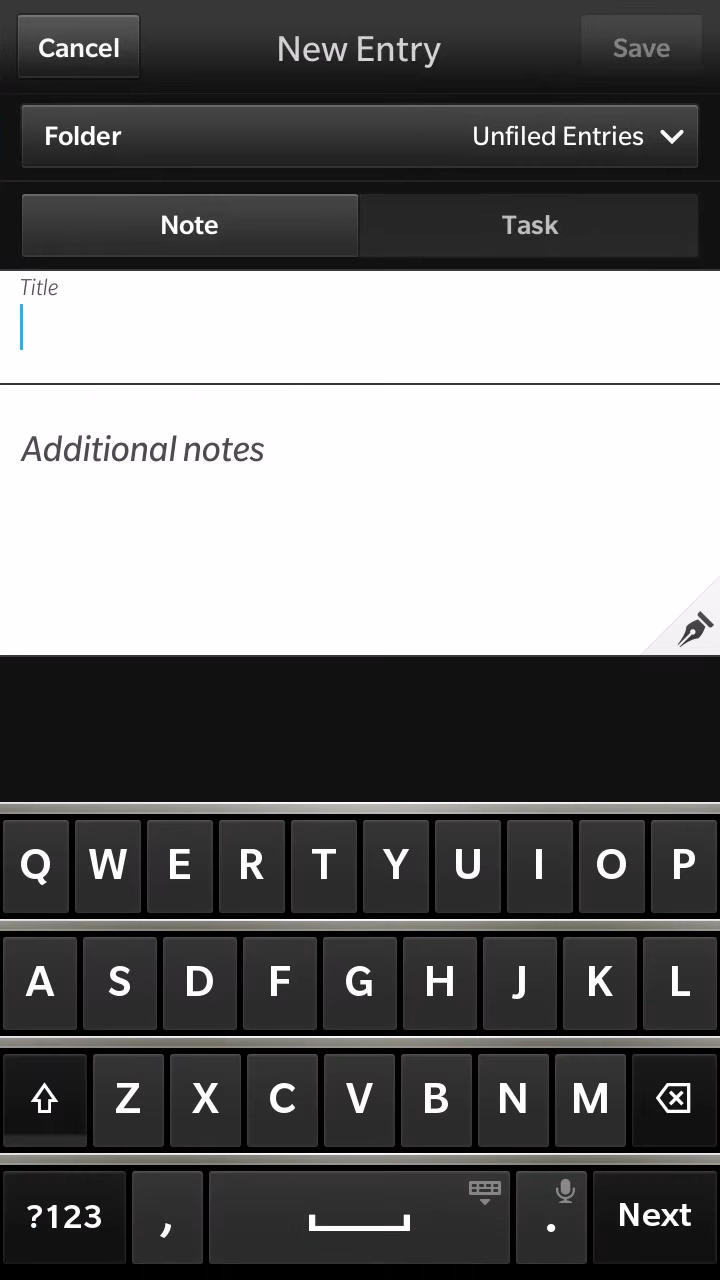 Cancel New Entry Save
Folder Unfiled Entries
Note Task
Title
Additional notes
Q W E R T Y U I O P
A S D F G H J K L
Z X C V B N M
?123 , . Next